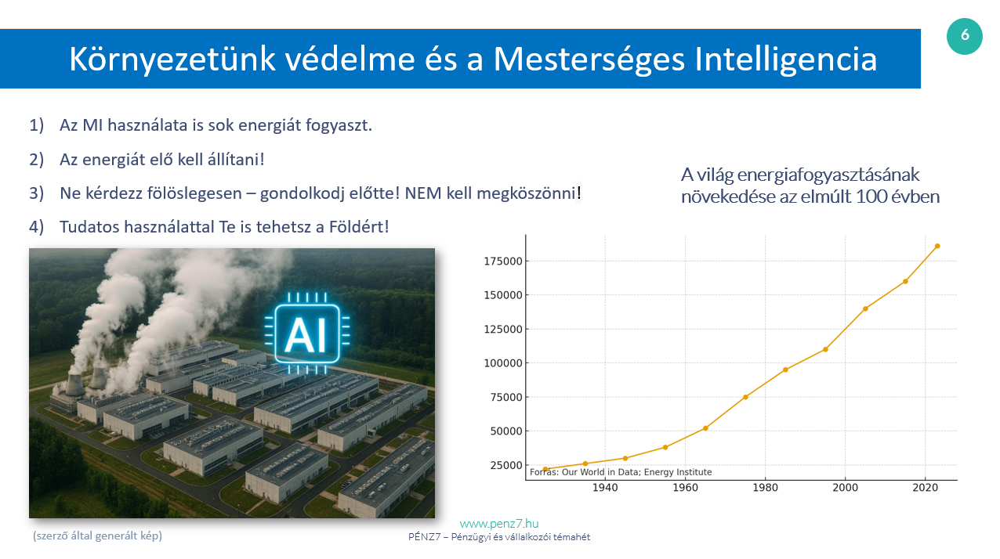 6
Környezetünk védelme és a Mesterséges Intelligencia
1) Az MI használata is sok energiát fogyaszt.
2) Az energiát elő kell állítani!
3) Ne kérdezz fölöslegesen – gondolkodj előtte! NEM kell megköszönni!
4) Tudatos használattal Te is tehetsz a Földért!
A világ energiafogyasztásának
növekedése az elmúlt 100 évben
AI
175000
150000
125000
100000
75000
50000
25000
Forrás: Our World in Data; Energy Institute
1940 1960 1980 2000 2020
(szerző által generált kép)
www.penz7.hu
PÉNZ7 – Pénzügyi és vállalkozói témahét